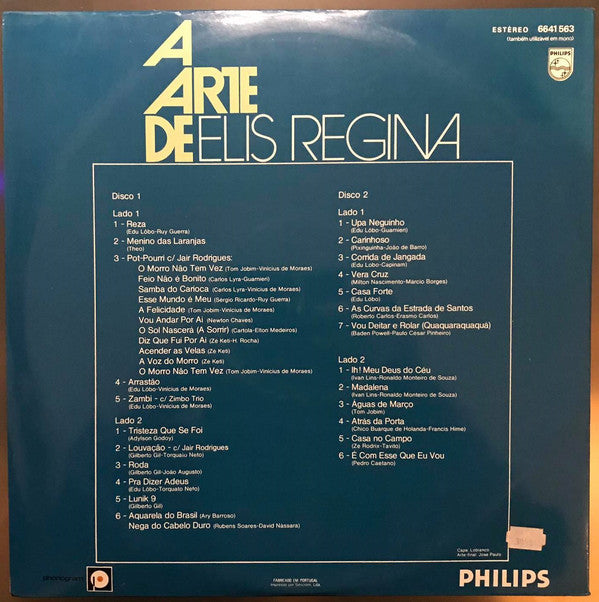 A
ARTE
DE ELIS REGINA
ESTÉREO 6641 563
(também utilizável em mono)
PHILIPS
Disco 1
Lado 1
1 - Reza
(Edu Lôbo-Ruy Guerra)
2 - Menino das Laranjas
(Theo)
3 - Pot-Pourri c/ Jair Rodrigues:
O Morro Não Tem Vez (Tom Jobim-Vinicius de Moraes)
Feio Não é Bonito (Carlos Lyra-Guarnieri)
Samba do Carioca (Carlos Lyra-Vinicius de Moraes)
Esse Mundo é Meu (Sergio Ricardo-Ruy Guerra)
A Felicidade (Tom Jobim-Vinicius de Moraes)
Vou Andar Por Aí (Newton Chaves)
O Sol Nascerá (A Sorrir) (Cartola-Elton Medeiros)
Diz Que Fui Por Aí (Ze Keti-H. Rocha)
Acender as Velas (Ze Keti)
A Voz do Morro (Ze Keti)
O Morro Não Tem Vez (Tom Jobim-Vinicius de Moraes)
4 - Arrastão
(Edu Lôbo-Vinicius de Moraes)
5 - Zambi - c/ Zimbo Trio
(Edu Lôbo-Vinicius de Moraes)
Lado 2
1 - Tristeza Que Se Foi
(Adylson Godoy)
2 - Louvação - c/ Jair Rodrigues
(Gilberto Gil-Torquato Neto)
3 - Roda
(Gilberto Gil-João Augusto)
4 - Pra Dizer Adeus
(Edu Lôbo-Torquato Neto)
5 - Lunik 9
(Gilberto Gil)
6 - Aquarela do Brasil (Ary Barroso)
Nega do Cabelo Duro (Rubens Soares-David Nassara)
Disco 2
Lado 1
1 - Upa Neguinho
(Edu Lôbo-Guarnieri)
2 - Carinhoso
(Pixinguinha-João de Barro)
3 - Corrida de Jangada
(Edu Lobo-Capinam)
4 - Vera Cruz
(Milton Nascimento-Marcio Borges)
5 - Casa Forte
(Edu Lôbo)
6 - As Curvas da Estrada de Santos
(Roberto Carlos-Erasmo Carlos)
7 - Vou Deitar e Rolar (Quaquaraquaquá)
(Baden Powell-Paulo Cesar Pinheiro)
Lado 2
1 - Ih! Meu Deus do Céu
(Ivan Lins-Ronaldo Monteiro de Souza)
2 - Madalena
(Ivan Lins-Ronaldo Monteiro de Souza)
3 - Águas de Março
(Tom Jobim)
4 - Atrás da Porta
(Chico Buarque de Holanda-Francis Hime)
5 - Casa no Campo
(Ze Rodrix-Tavito)
6 - É Com Esse Que Eu Vou
(Pedro Caetano)
Capa: Lobianco
Arte-final: José Paulo
phonogram
FABRICADO EM PORTUGAL
PHILIPS